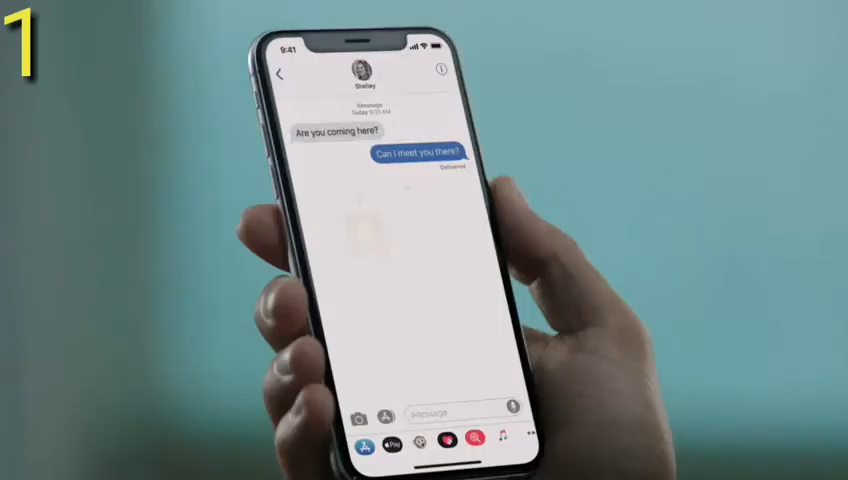 1
9:41
Shelley
iMessage
Today 9:33 AM
Are you coming here?
Can I meet you there?
Delivered
iMessage
Pay